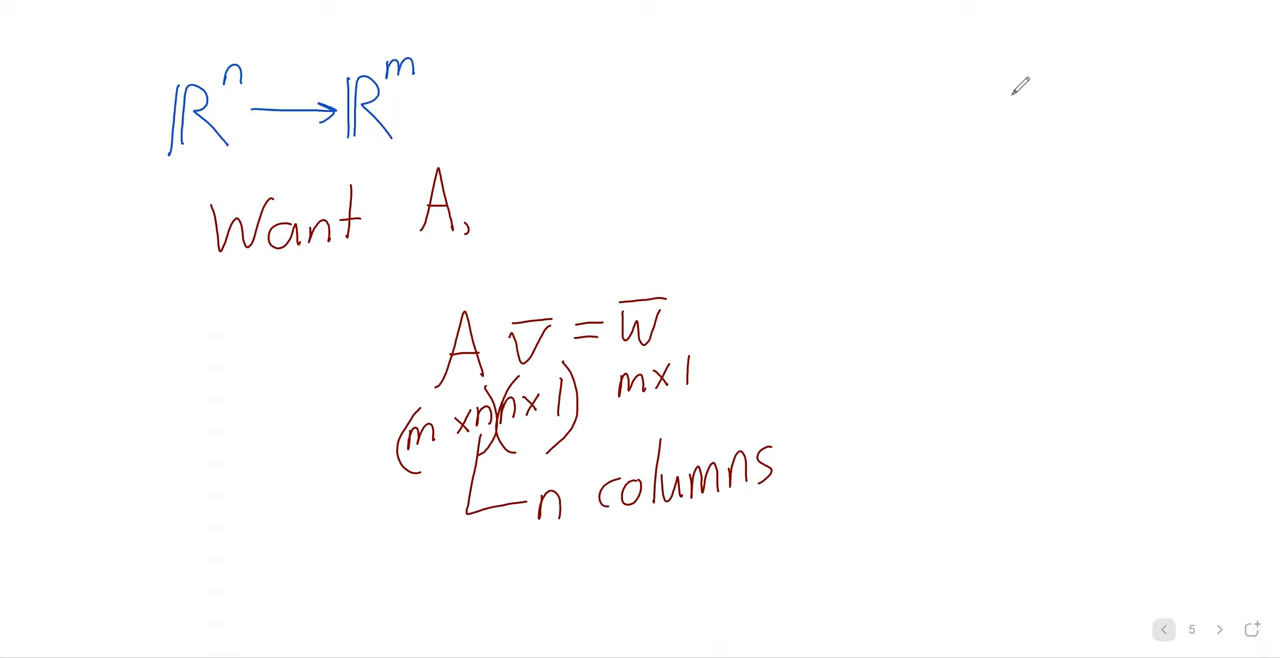 ℝⁿ ⟶ ℝᵐ
Want A,
A v̅ = w̅
(m × n)(n × 1) m × 1
n columns
5